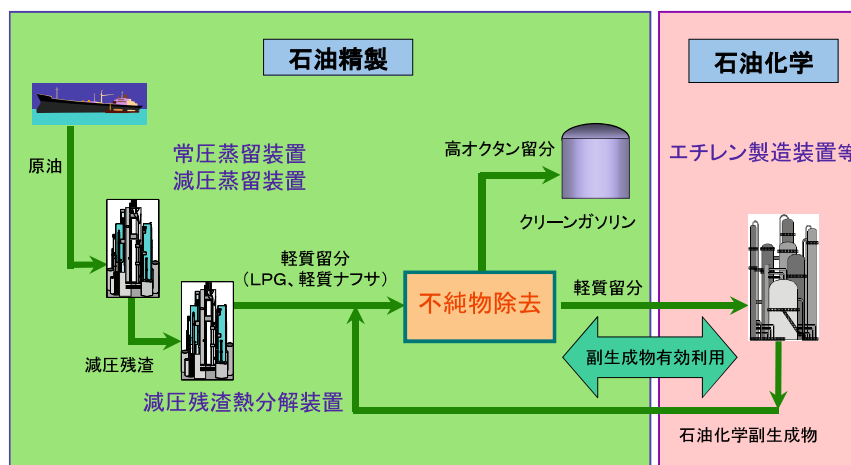 石油精製
石油化学
原油
常圧蒸留装置
減圧蒸留装置
高オクタン留分
クリーンガソリン
エチレン製造装置等
軽質留分
(LPG、軽質ナフサ)
不純物除去
軽質留分
減圧残渣
副生成物有効利用
減圧残渣熱分解装置
石油化学副生成物